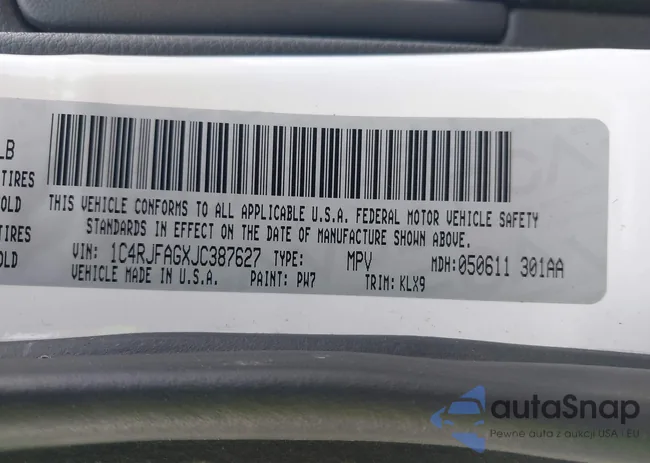 LB
TIRES
OLD
TIRES
OLD
THIS VEHICLE CONFORMS TO ALL APPLICABLE U.S.A. FEDERAL MOTOR VEHICLE SAFETY
STANDARDS IN EFFECT ON THE DATE OF MANUFACTURE SHOWN ABOVE.
VIN: 1C4RJFAGXJC387627 TYPE: MPV MDH:050611 301AA
VEHICLE MADE IN U.S.A. PAINT: PW7 TRIM: KLX9
autaSnap
Pewne auta z aukcji USA - EU